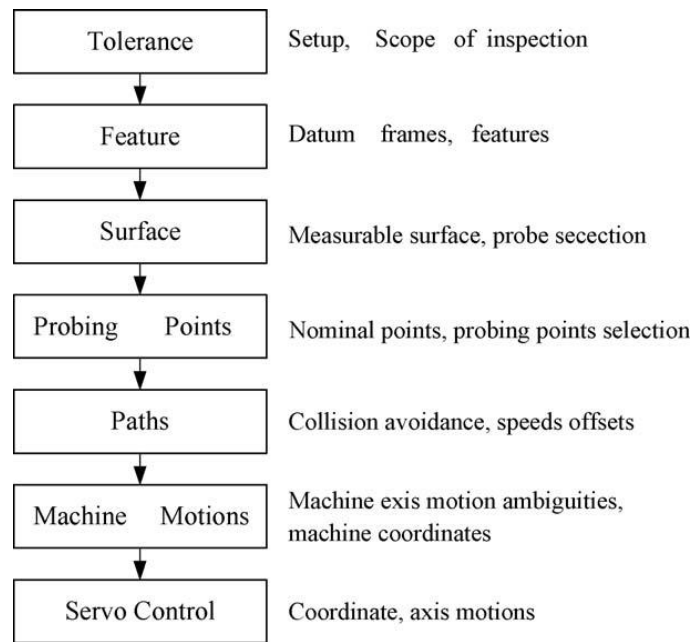 Tolerance
Setup, Scope of inspection
Feature
Datum frames, features
Surface
Measurable surface, probe secection
Probing Points
Nominal points, probing points selection
Paths
Collision avoidance, speeds offsets
Machine Motions
Machine exis motion ambiguities,
machine coordinates
Servo Control
Coordinate, axis motions